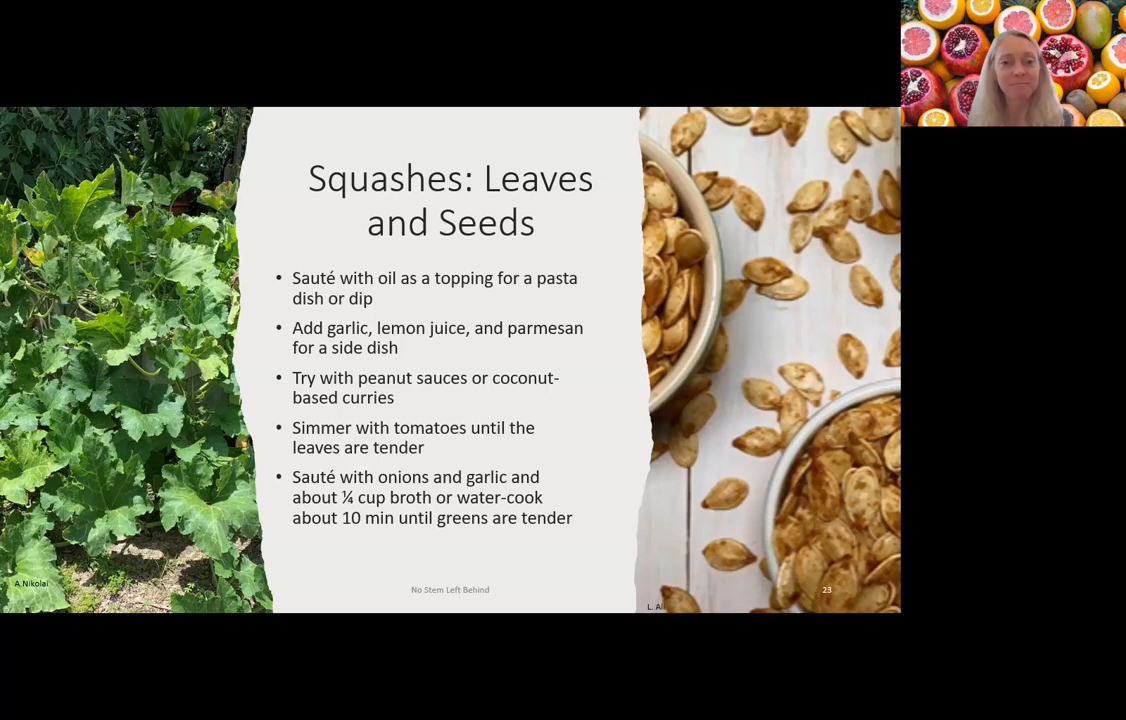 Squashes: Leaves
and Seeds
• Sauté with oil as a topping for a pasta
dish or dip
• Add garlic, lemon juice, and parmesan
for a side dish
• Try with peanut sauces or coconut-
based curries
• Simmer with tomatoes until the
leaves are tender
• Sauté with onions and garlic and
about ¼ cup broth or water-cook
about 10 min until greens are tender
A.Nikolai
No Stem Left Behind
23
L.